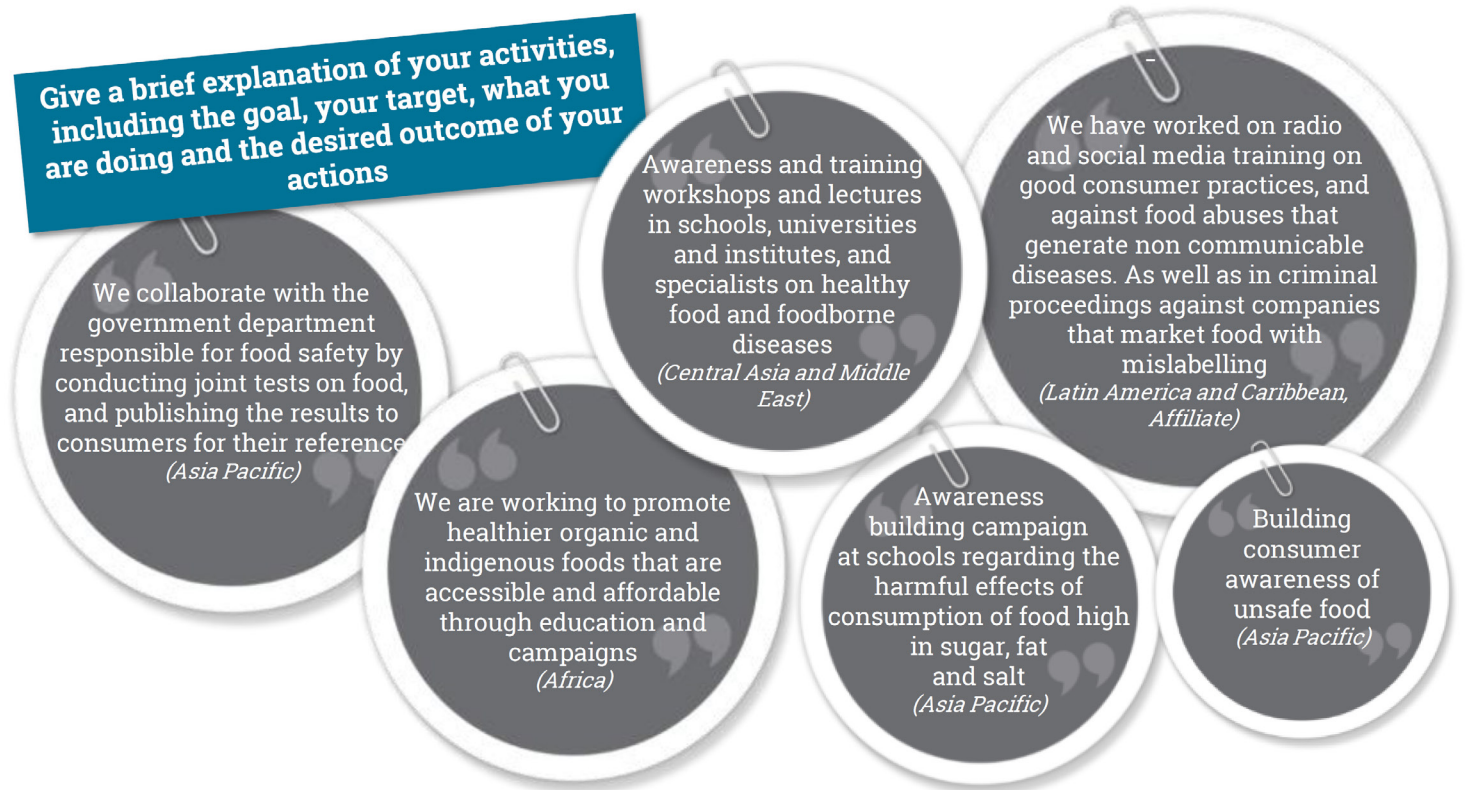 Give a brief explanation of your activities,
including the goal, your target, what you
are doing and the desired outcome of your
actions
We collaborate with the
government department
responsible for food safety by
conducting joint tests on food,
and publishing the results to
consumers for their reference
(Asia Pacific)
We are working to promote
healthier organic and
indigenous foods that are
accessible and affordable
through education and
campaigns
(Africa)
Awareness and training
workshops and lectures
in schools, universities
and institutes, and
specialists on healthy
food and foodborne
diseases
(Central Asia and Middle
East)
We have worked on radio
and social media training on
good consumer practices, and
against food abuses that
generate non communicable
diseases. As well as in criminal
proceedings against companies
that market food with
mislabelling
(Latin America and Caribbean,
Affiliate)
Awareness
building campaign
at schools regarding the
harmful effects of
consumption of food high
in sugar, fat
and salt
(Asia Pacific)
Building
consumer
awareness of
unsafe food
(Asia Pacific)